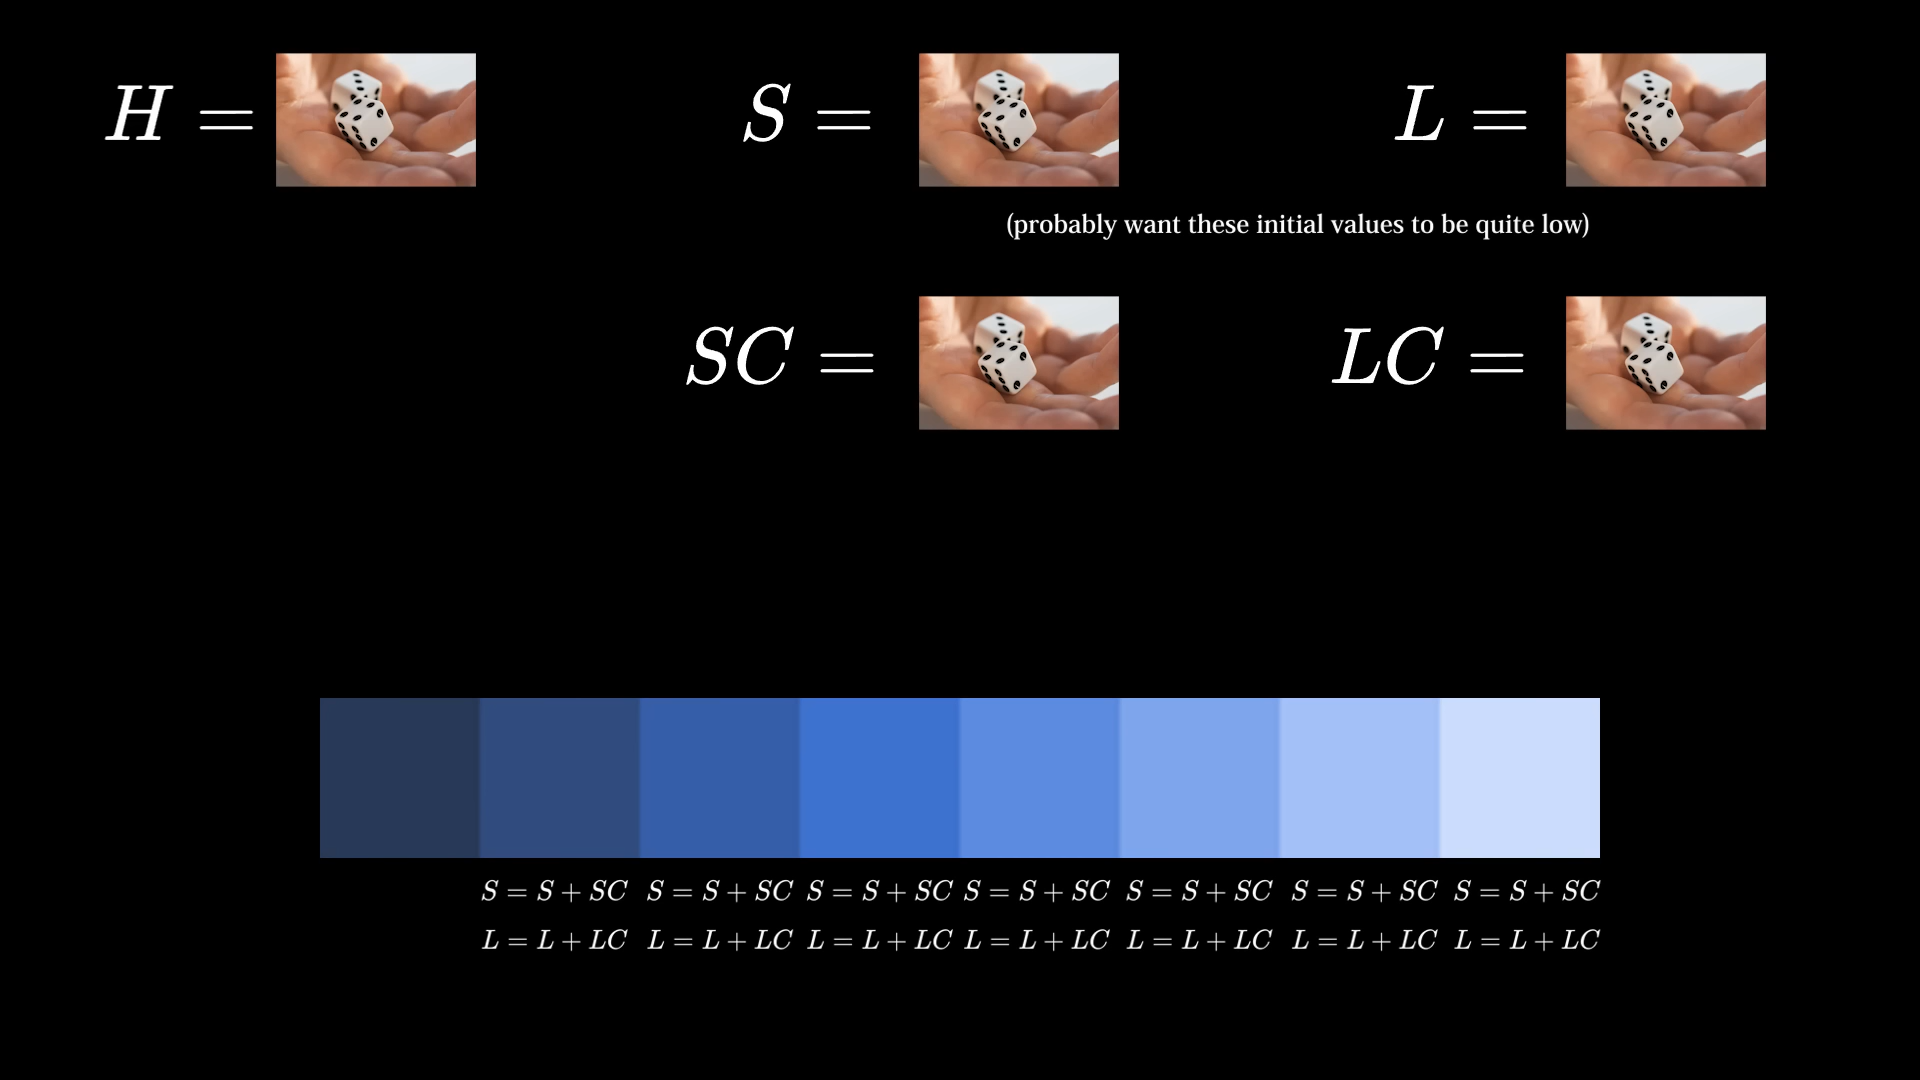 H = S = L =
(probably want these initial values to be quite low)
SC = LC =
S = S + SC S = S + SC S = S + SC S = S + SC S = S + SC S = S + SC S = S + SC
L = L + LC L = L + LC L = L + LC L = L + LC L = L + LC L = L + LC L = L + LC